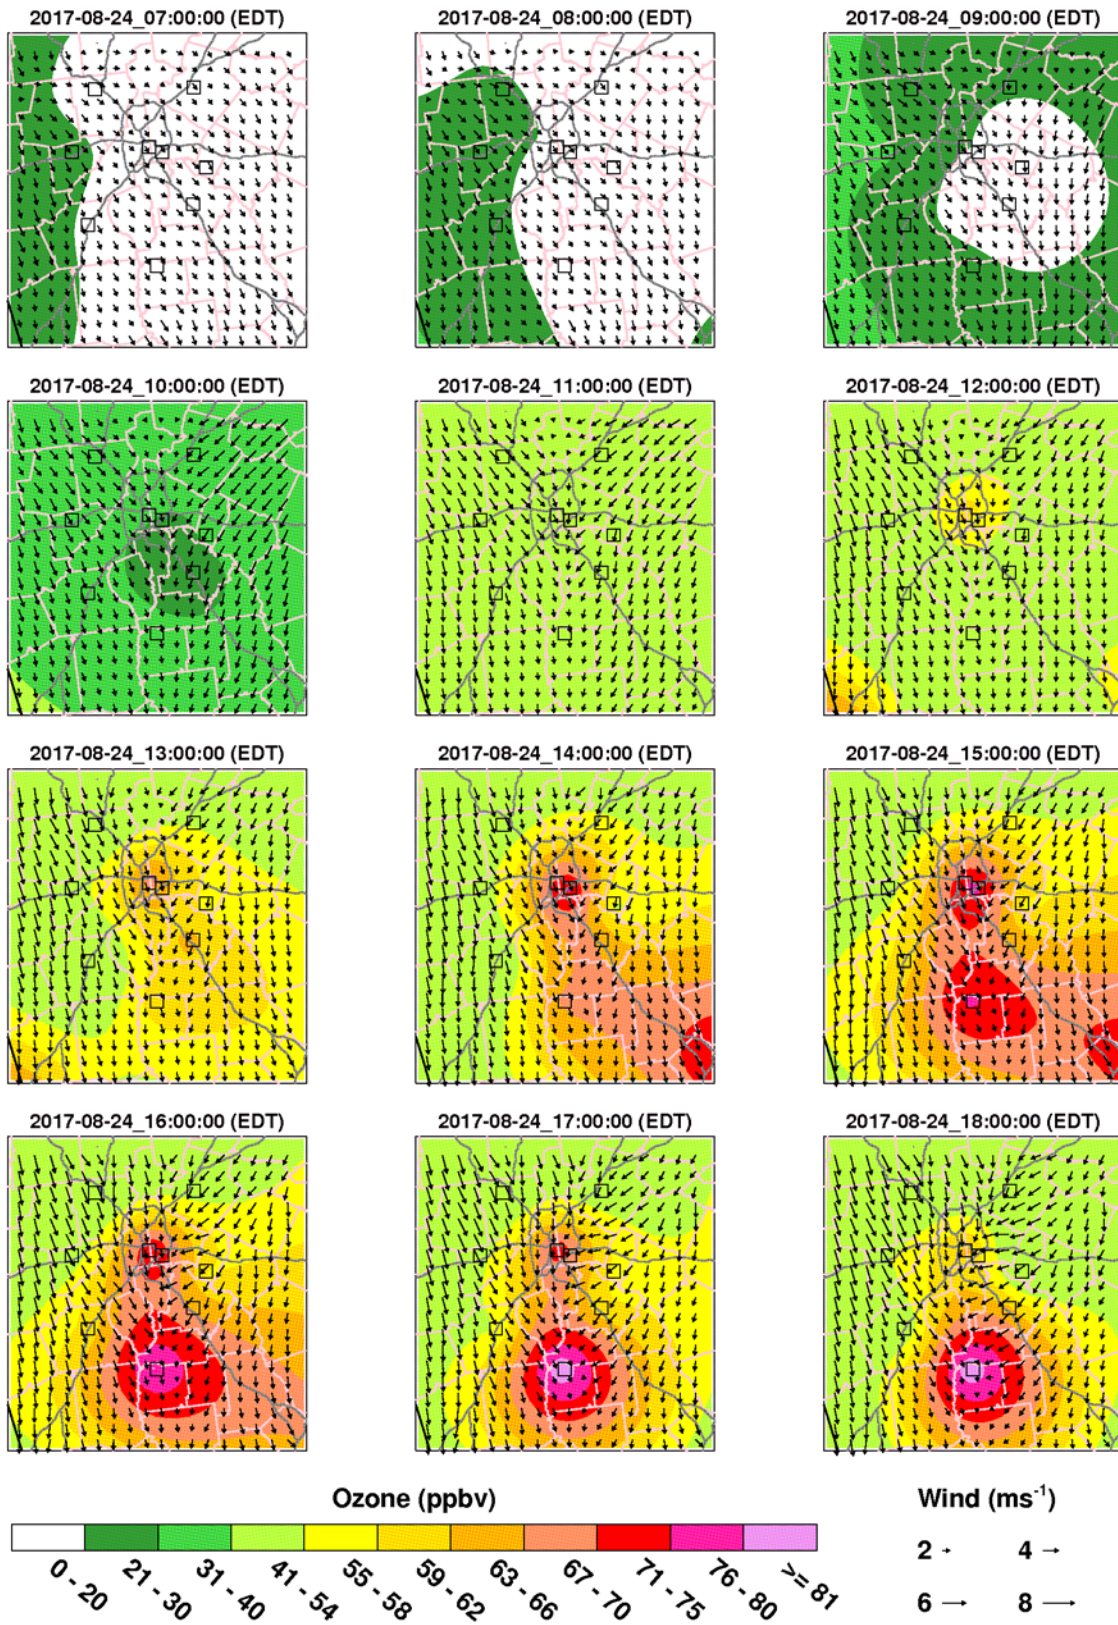 2017-08-24_07:00:00 (EDT) 2017-08-24_08:00:00 (EDT) 2017-08-24_09:00:00 (EDT)
2017-08-24_10:00:00 (EDT) 2017-08-24_11:00:00 (EDT) 2017-08-24_12:00:00 (EDT)
2017-08-24_13:00:00 (EDT) 2017-08-24_14:00:00 (EDT) 2017-08-24_15:00:00 (EDT)
2017-08-24_16:00:00 (EDT) 2017-08-24_17:00:00 (EDT) 2017-08-24_18:00:00 (EDT)
Ozone (ppbv)
0 - 20 21 - 30 31 - 40 41 - 54 55 - 58 59 - 62 63 - 66 67 - 70 71 - 75 76 - 80 >= 81
Wind (ms⁻¹)
2 4
6 8